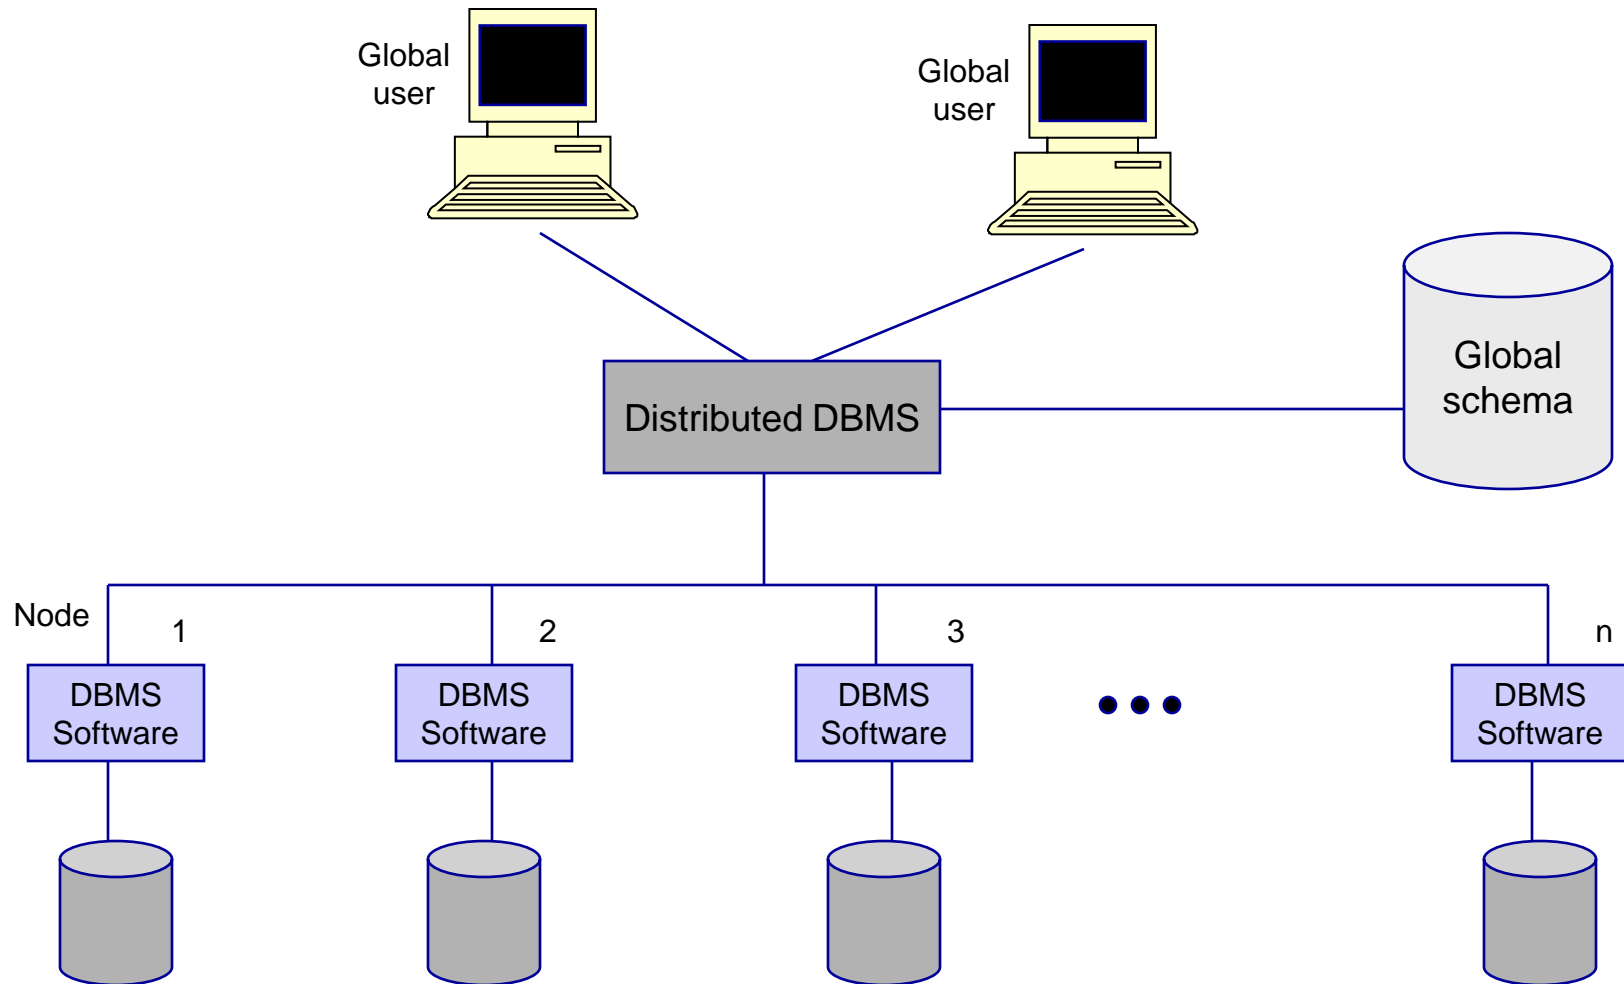 Global
user
Global
user
Global
schema
Distributed DBMS
Node
1
2
3
n
DBMS
Software
DBMS
Software
DBMS
Software
DBMS
Software